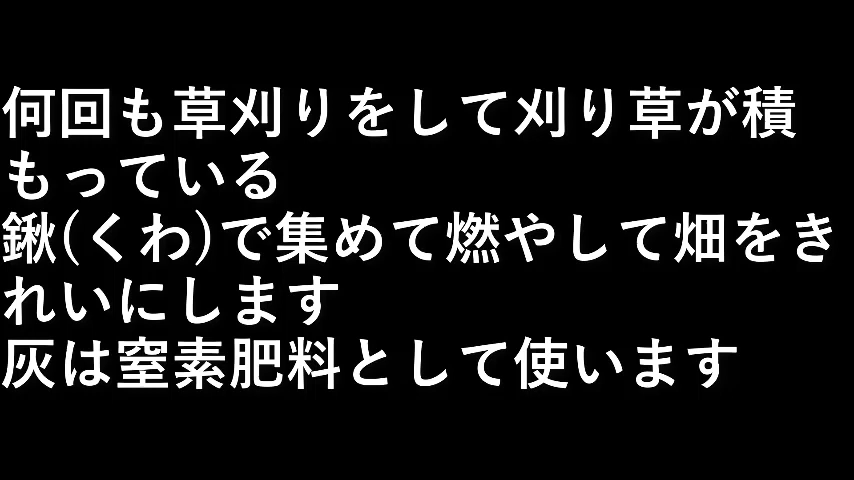 何回も草刈りをして刈り草が積
もっている
鍬(くわ)で集めて燃やして畑をき
れいにします
灰は窒素肥料として使います